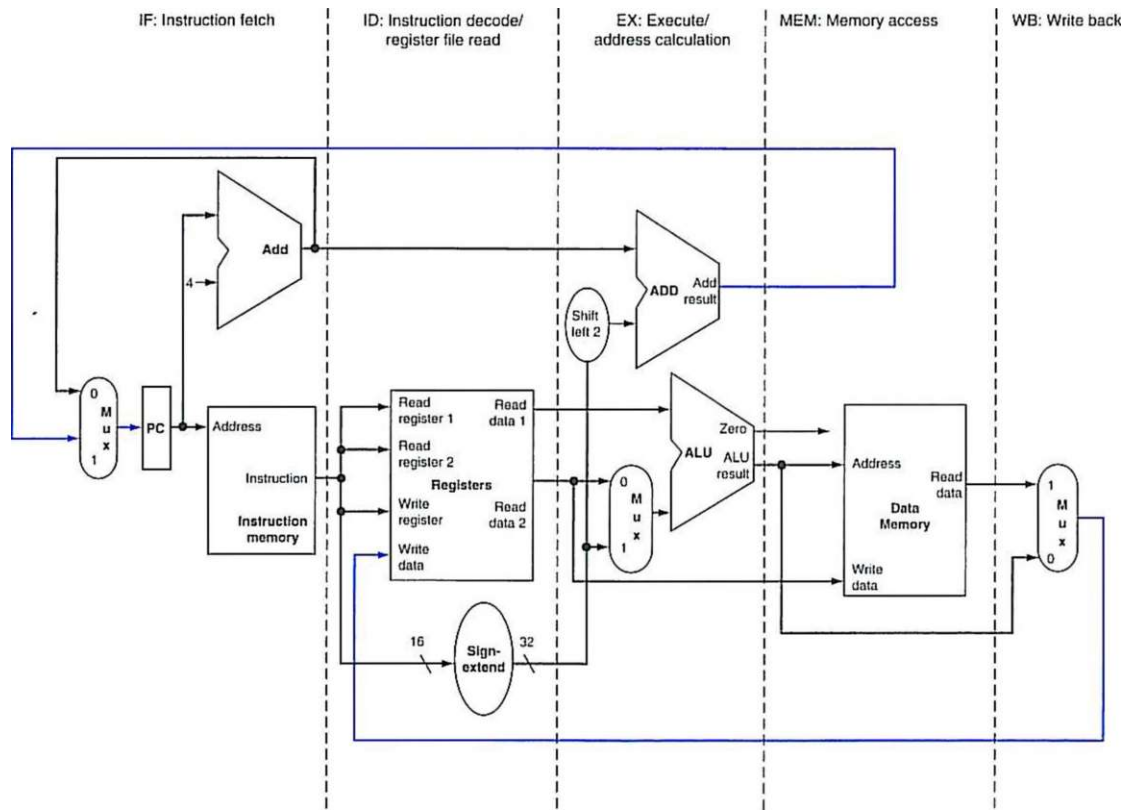 IF: Instruction fetch
ID: Instruction decode/
register file read
EX: Execute/
address calculation
MEM: Memory access
WB: Write back
Add
4
ADD
Add
result
Shift
left 2
0
M
u
x
1
PC
Address
Instruction
Instruction
memory
Read
register 1
Read
register 2
Registers
Write
register
Write
data
Read
data 1
Read
data 2
0
M
u
x
1
Zero
ALU
ALU
result
Address
Read
data
Data
Memory
Write
data
1
M
u
x
0
16
Sign-
extend
32